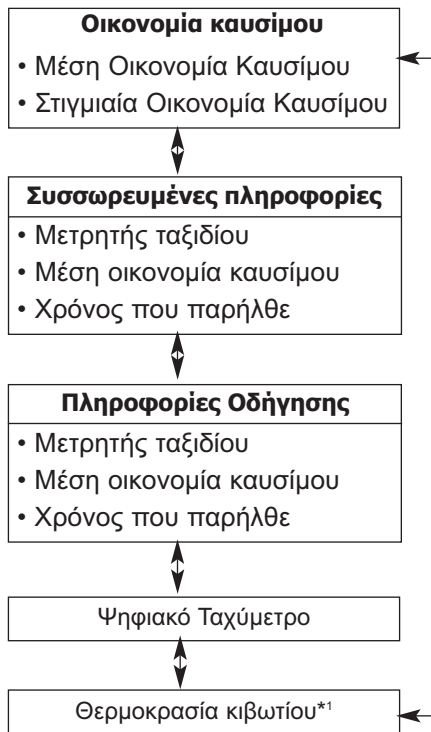 Οικονομία καυσίμου
• Μέση Οικονομία Καυσίμου
• Στιγμιαία Οικονομία Καυσίμου
Συσσωρευμένες πληροφορίες
• Μετρητής ταξιδίου
• Μέση οικονομία καυσίμου
• Χρόνος που παρήλθε
Πληροφορίες Οδήγησης
• Μετρητής ταξιδίου
• Μέση οικονομία καυσίμου
• Χρόνος που παρήλθε
Ψηφιακό Ταχύμετρο
Θερμοκρασία κιβωτίου*¹